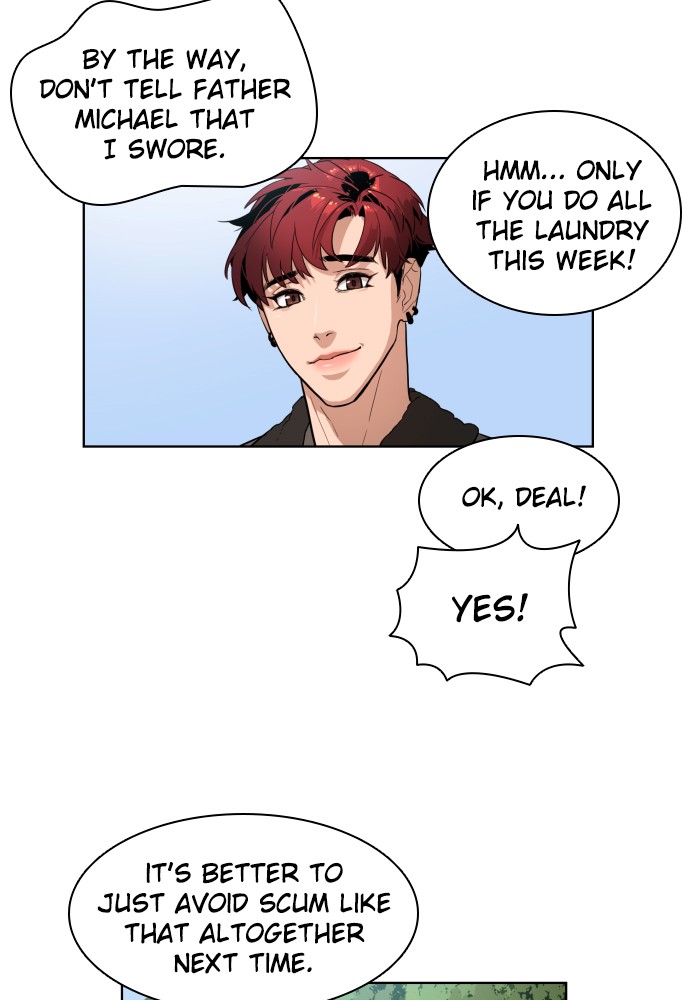 BY THE WAY,
DON'T TELL FATHER
MICHAEL THAT
I SWORE.
HMM... ONLY
IF YOU DO ALL
THE LAUNDRY
THIS WEEK!
OK, DEAL!
YES!
IT'S BETTER TO
JUST AVOID SCUM LIKE
THAT ALTOGETHER
NEXT TIME.